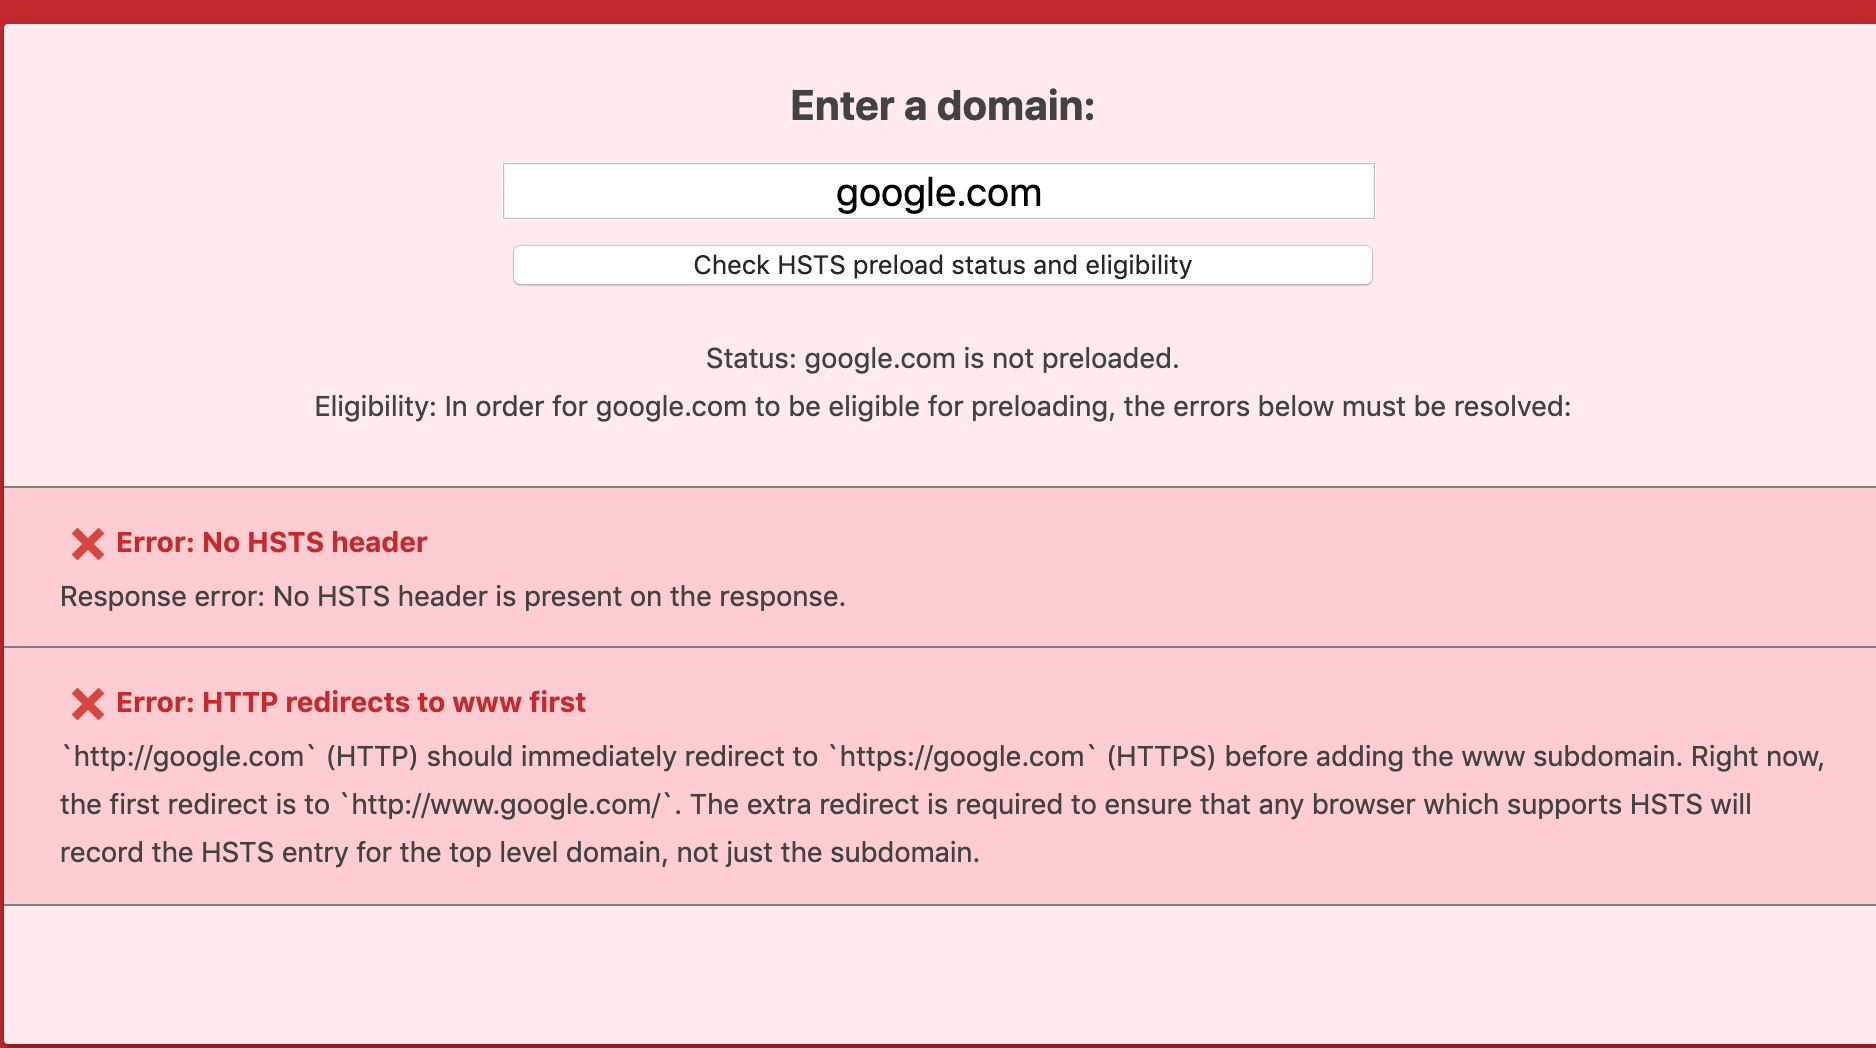 Enter a domain:
google.com
Check HSTS preload status and eligibility
Status: google.com is not preloaded.
Eligibility: In order for google.com to be eligible for preloading, the errors below must be resolved:
❌ Error: No HSTS header
Response error: No HSTS header is present on the response.
❌ Error: HTTP redirects to www first
`http://google.com` (HTTP) should immediately redirect to `https://google.com` (HTTPS) before adding the www subdomain. Right now,
the first redirect is to `http://www.google.com/`. The extra redirect is required to ensure that any browser which supports HSTS will
record the HSTS entry for the top level domain, not just the subdomain.